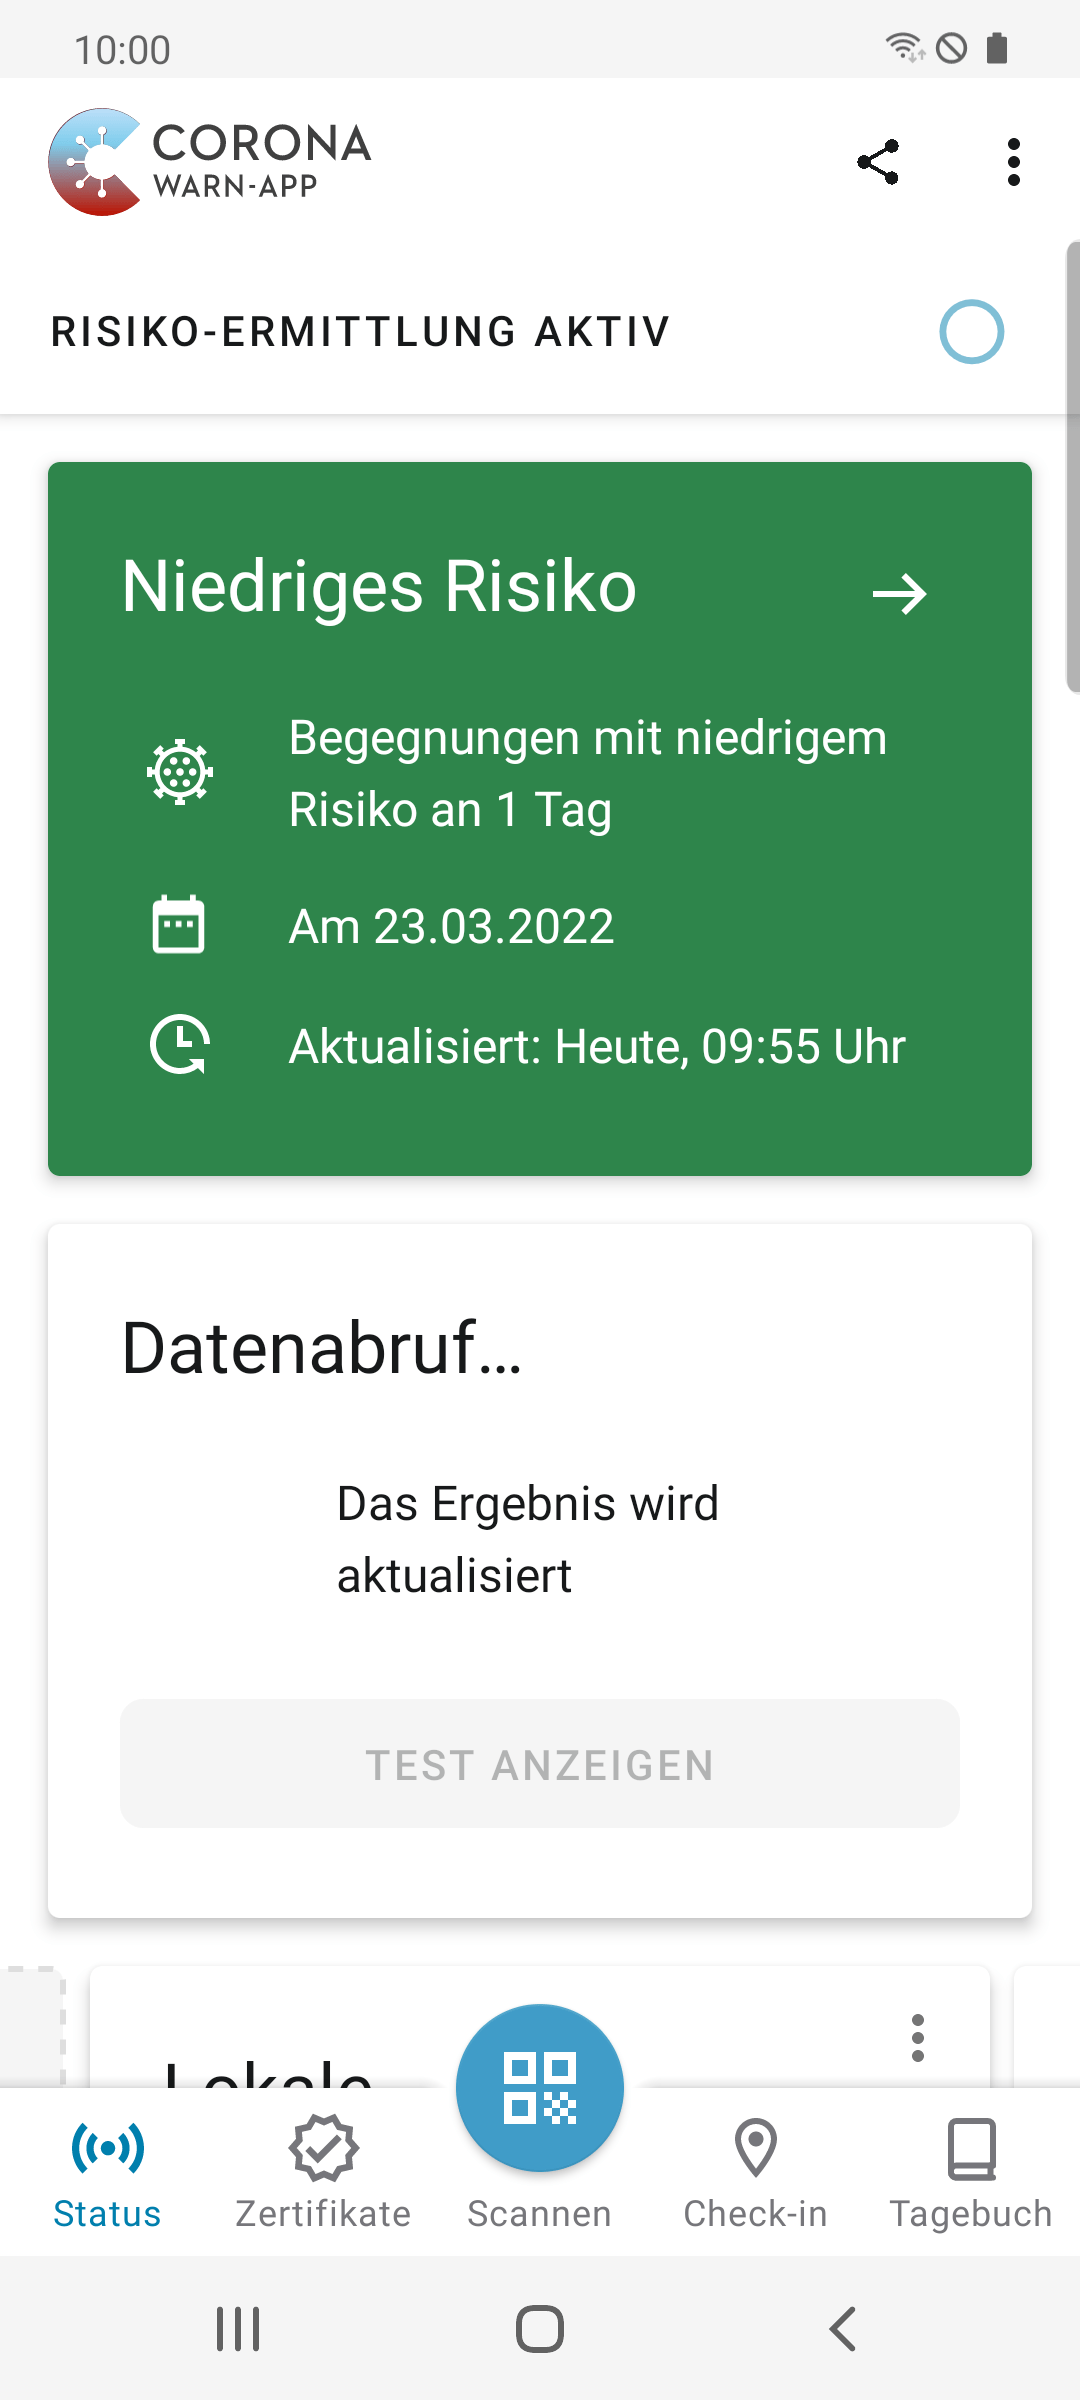 10:00
CORONA
WARN-APP
RISIKO-ERMITTLUNG AKTIV
Niedriges Risiko
Begegnungen mit niedrigem
Risiko an 1 Tag
Am 23.03.2022
Aktualisiert: Heute, 09:55 Uhr
Datenabruf…
Das Ergebnis wird
aktualisiert
TEST ANZEIGEN
Lokale
Status
Zertifikate
Scannen
Check-in
Tagebuch